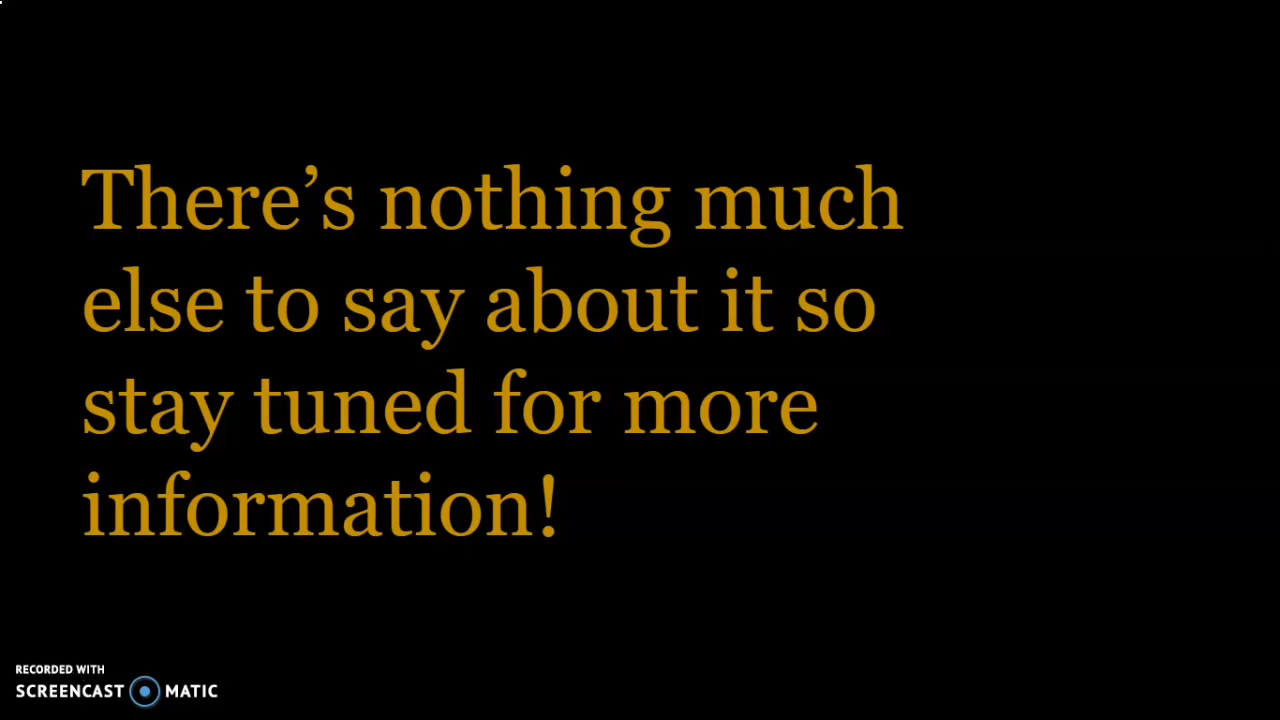 There’s nothing much
else to say about it so
stay tuned for more
information!
RECORDED WITH
SCREENCAST MATIC